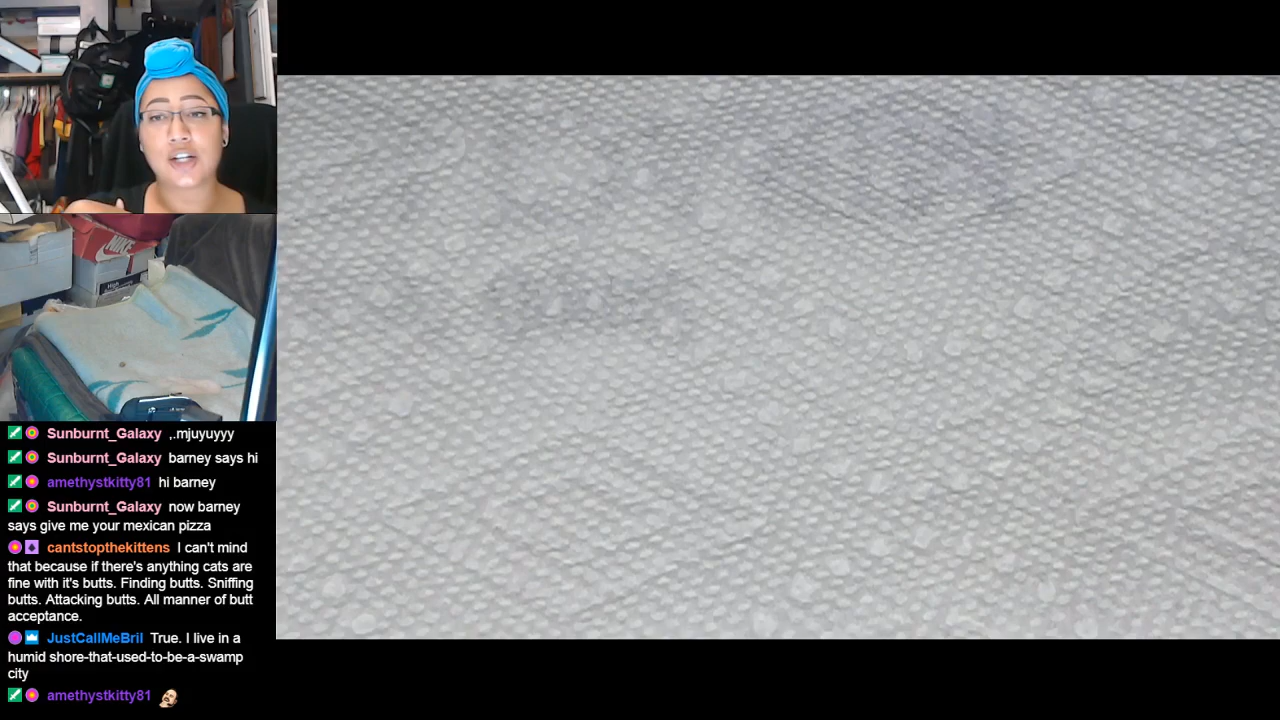 NIKE
High
Sunburnt_Galaxy ,.mjuyuyyy
Sunburnt_Galaxy barney says hi
amethystkitty81 hi barney
Sunburnt_Galaxy now barney
says give me your mexican pizza
cantstopthekittens I can't mind
that because if there's anything cats are
fine with it's butts. Finding butts. Sniffing
butts. Attacking butts. All manner of butt
acceptance.
JustCallMeBril True. I live in a
humid shore-that-used-to-be-a-swamp
city
amethystkitty81